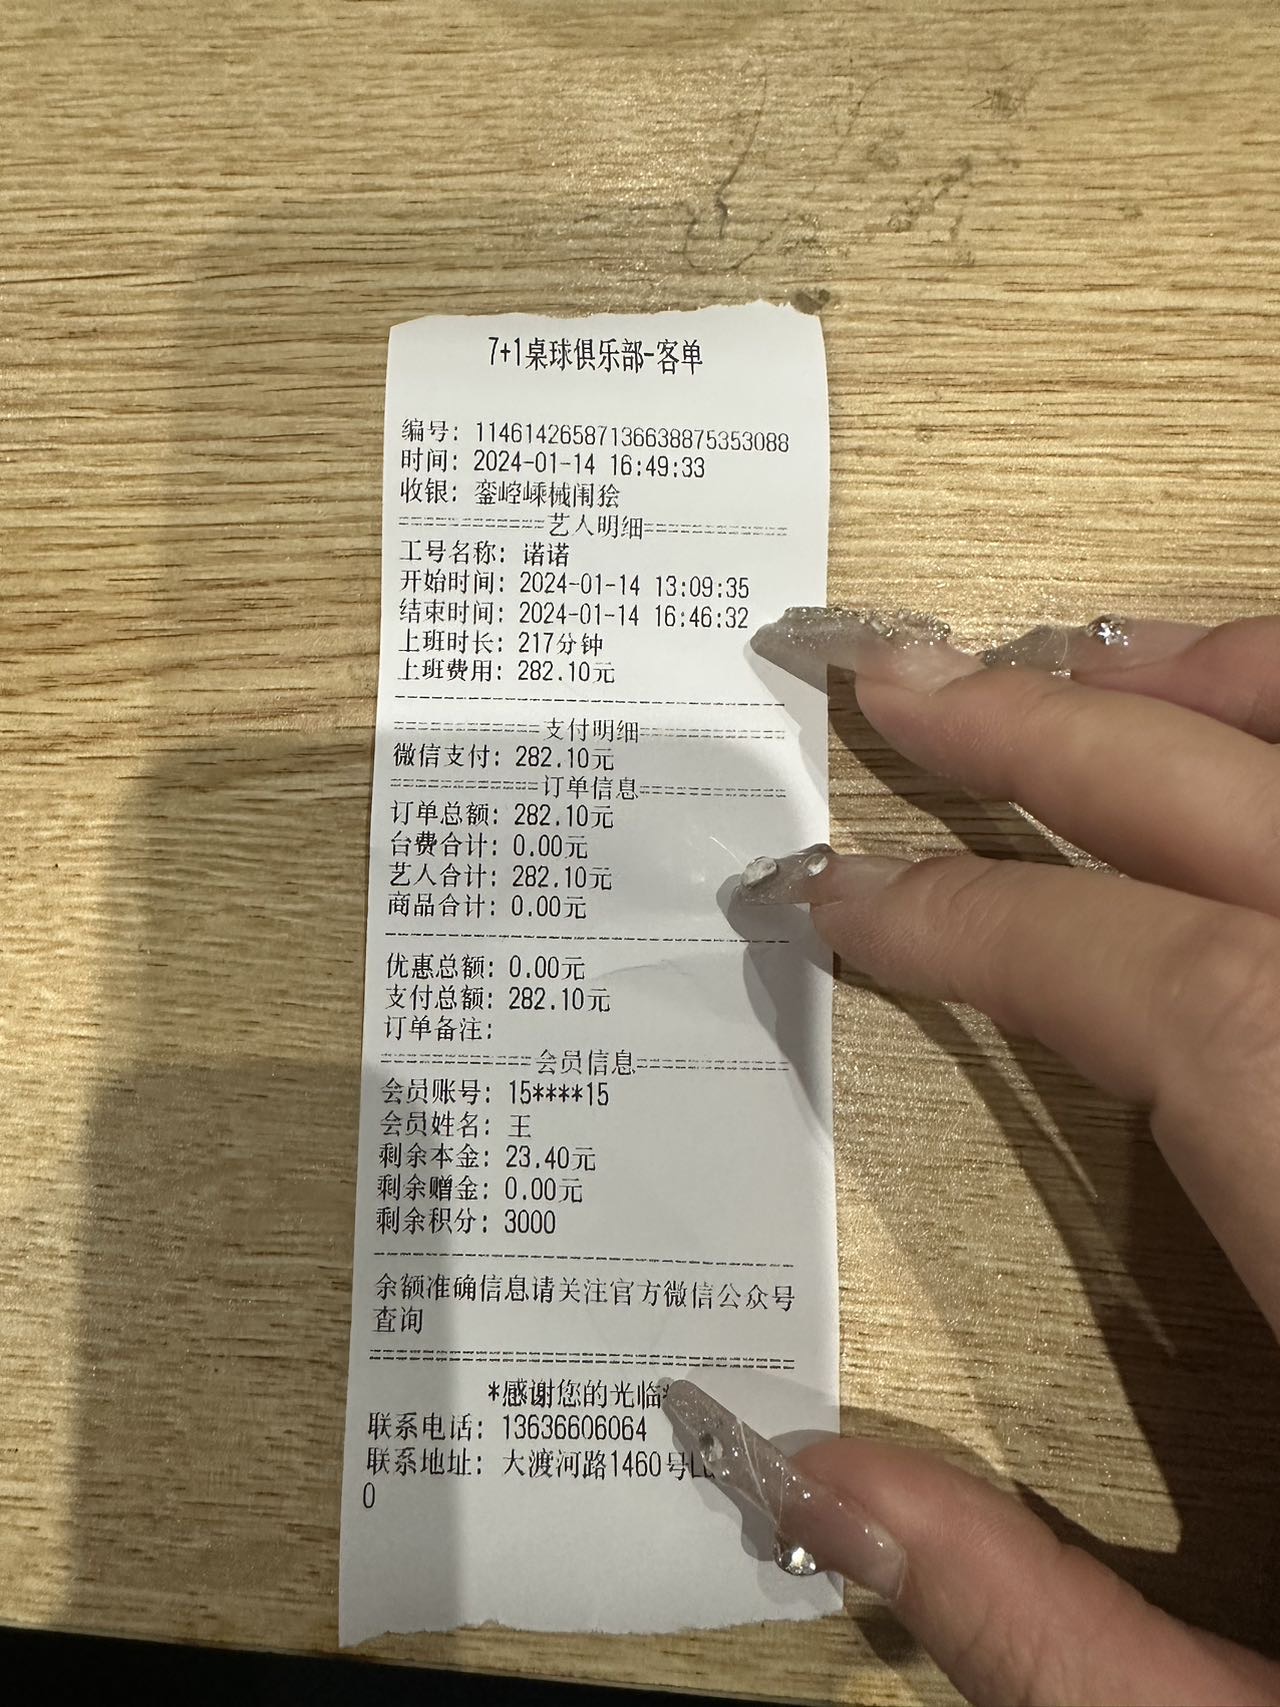 7+1桌球俱乐部-客单
编号: 1146142658713663887535308​8
时间: 2024-01-14 16:49:33
收银: 銮崆嵊械闱狯
===========艺人明细===========
工号名称: 诺诺
开始时间: 2024-01-14 13:09:35
结束时间: 2024-01-14 16:46:32
上班时长: 217分钟
上班费用: 282.10元
--------------------------------
===========支付明细===========
微信支付: 282.10元
===========订单信息===========
订单总额: 282.10元
台费合计: 0.00元
艺人合计: 282.10元
商品合计: 0.00元
--------------------------------
优惠总额: 0.00元
支付总额: 282.10元
订单备注:
===========会员信息===========
会员账号: 15****15
会员姓名: 王
剩余本金: 23.40元
剩余赠金: 0.00元
剩余积分: 3000
--------------------------------
余额准确信息请关注官方微信公众号
查询
================================
*感谢您的光临*
联系电话: 13636606064
联系地址: 大渡河路1460号
0